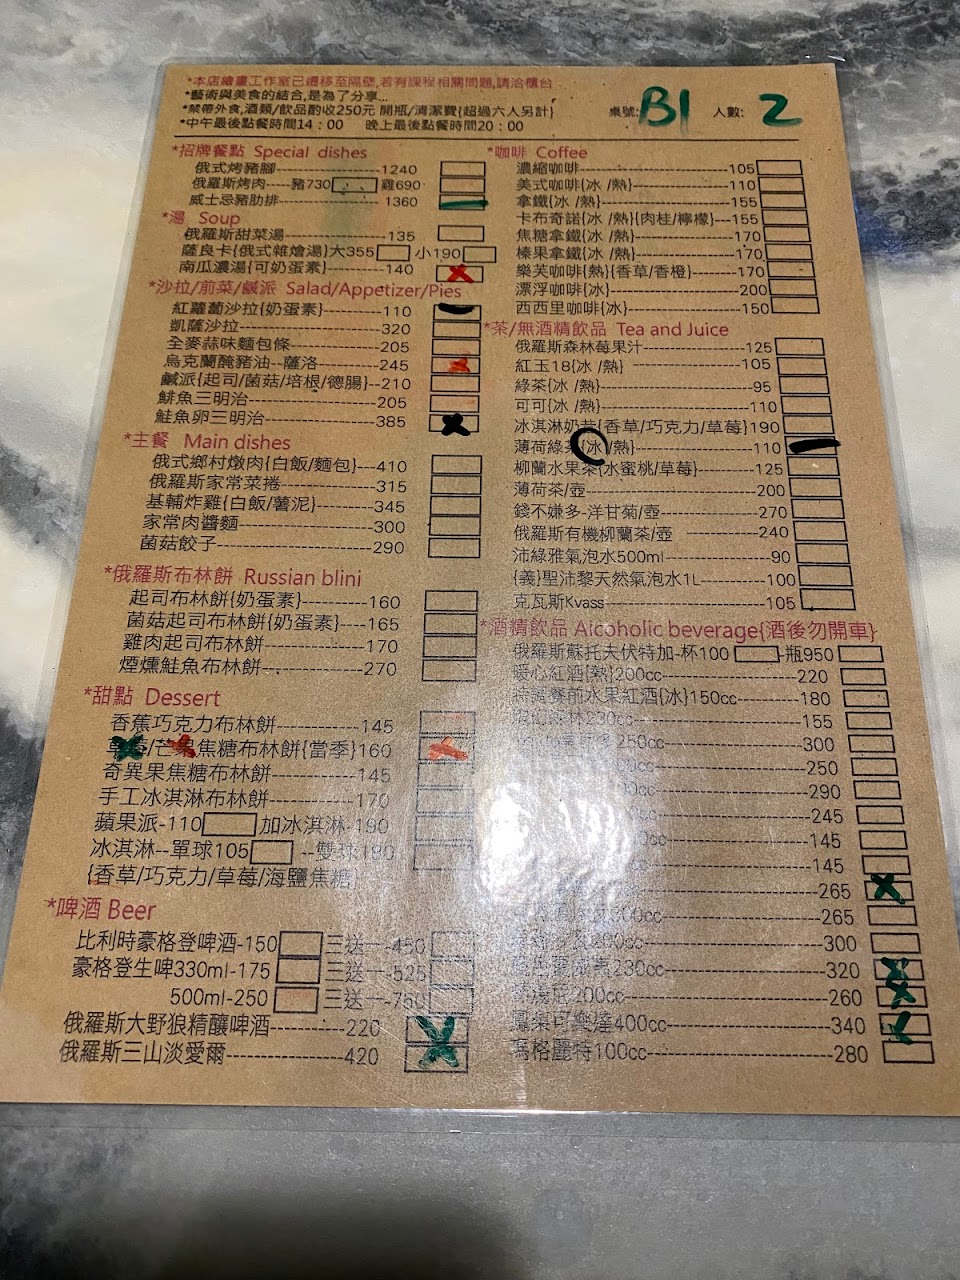 *本店繪畫工作室已遷移至隔壁,若有課程相關問題,請洽櫃台
*藝術與美食的結合,是為了分享...
*禁帶外食,酒類/飲品酌收250元 開瓶/清潔費{超過六人另計}
*中午最後點餐時間14：00 晚上最後點餐時間20：00
桌號: B1 人數: 2
*招牌餐點 Special dishes
俄式烤豬腳----------------1240
俄羅斯烤肉-----豬730 雞690
威士忌豬肋排----------------1360
*湯 Soup
俄羅斯甜菜湯----------------135
薩良卡{俄式雜燴湯}大355 小190
南瓜濃湯{可奶蛋素}-----------140
*沙拉/前菜/鹹派 Salad/Appetizer/Pies
紅蘿蔔沙拉{奶蛋素}-----------110
凱薩沙拉---------------------320
全麥蒜味麵包條---------------205
烏克蘭醃豬油--薩洛-----------245
鹹派{起司/菌菇/培根/德腸}--210
鯡魚三明治-------------------205
鮭魚卵三明治-----------------385
*主餐 Main dishes
俄式鄉村燉肉{白飯/麵包}---410
俄羅斯家常菜捲--------------315
基輔炸雞{白飯/薯泥}---------345
家常肉醬麵------------------300
菌菇餃子--------------------290
*俄羅斯布林餅 Russian blini
起司布林餅{奶蛋素}----------160
菌菇起司布林餅{奶蛋素}-----165
雞肉起司布林餅--------------170
煙燻鮭魚布林餅--------------270
*甜點 Dessert
香蕉巧克力布林餅------------145
/芒果焦糖布林餅{當季}160
奇異果焦糖布林餅------------145
手工冰淇淋布林餅------------170
蘋果派-110 加冰淇淋-190
冰淇淋--單球105 --雙球180
{香草/巧克力/草莓/海鹽焦糖}
*啤酒 Beer
比利時豪格登啤酒-150 三送一-450
豪格登生啤330ml-175 三送一-525
500ml-250 三送一-750
俄羅斯大野狼精釀啤酒--------220
俄羅斯三山淡愛爾------------420
*咖啡 Coffee
濃縮咖啡---------------------105
美式咖啡{冰 /熱}-------------110
拿鐵{冰 /熱}-----------------155
卡布奇諾{冰 /熱}{肉桂/檸檬}---155
焦糖拿鐵{冰 /熱}-------------170
榛果拿鐵{冰 /熱}-------------170
樂芙咖啡{熱}{香草/香橙}------170
漂浮咖啡{冰}-----------------200
西西里咖啡{冰}---------------150
*茶/無酒精飲品 Tea and Juice
俄羅斯森林莓果汁-------------125
紅玉18{冰 /熱}---------------105
綠茶{冰 /熱}-----------------95
可可{冰 /熱}-----------------110
冰淇淋奶昔{香草/巧克力/草莓}190
薄荷綠茶{冰/熱}--------------110
柳蘭水果茶{水蜜桃/草莓}------125
薄荷茶/壺--------------------200
錢不嫌多-洋甘菊/壺-----------270
俄羅斯有機柳蘭茶/壺 --------240
沛綠雅氣泡水500ml------------90
{義}聖沛黎天然氣泡水1L-------100
克瓦斯Kvass------------------105
*酒精飲品 Alcoholic beverage{酒後勿開車}
俄羅斯蘇托夫伏特加-杯100 -瓶950
暖心紅酒{熱}200cc------------220
特調餐前水果紅酒{冰}150cc----180
230cc------------155
250cc------------300
250
290
245
145
145
265
265
300
230cc------------320
200cc------------260
鳳梨可樂達400cc--------------340
瑪格麗特100cc----------------280